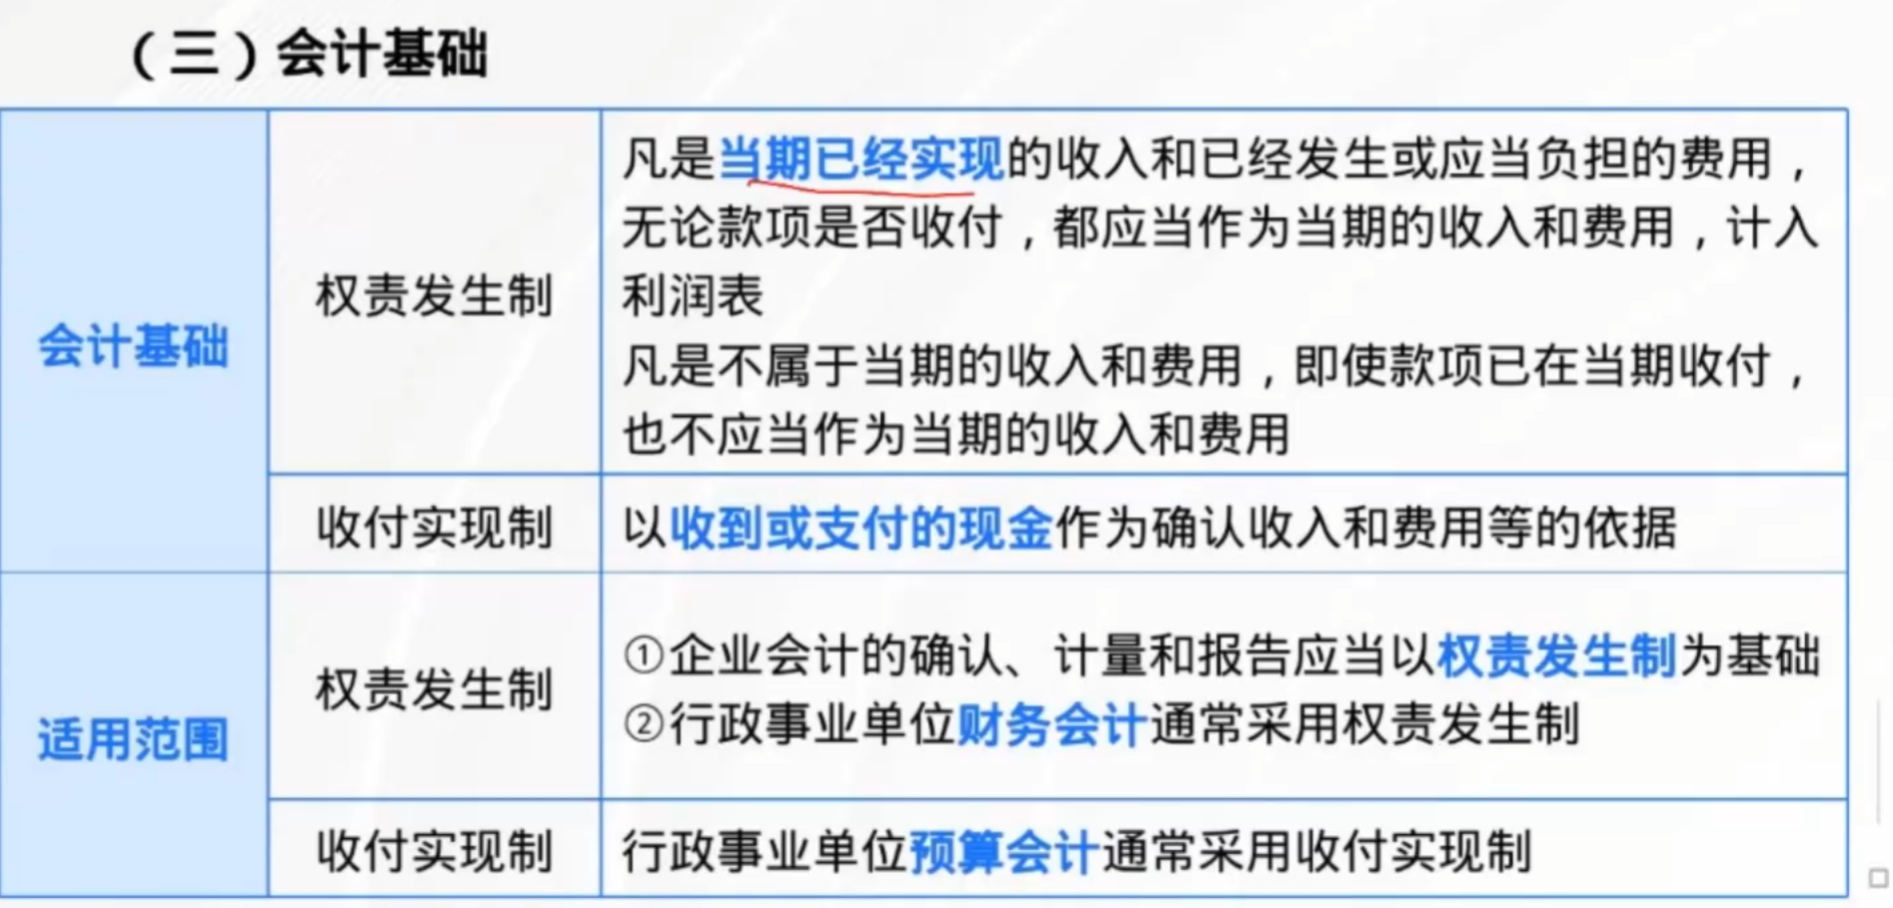 （三）会计基础
会计基础
权责发生制
凡是当期已经实现的收入和已经发生或应当负担的费用，
无论款项是否收付，都应当作为当期的收入和费用，计入
利润表
凡是不属于当期的收入和费用，即使款项已在当期收付，
也不应当作为当期的收入和费用
收付实现制
以收到或支付的现金作为确认收入和费用等的依据
适用范围
权责发生制
①企业会计的确认、计量和报告应当以权责发生制为基础
②行政事业单位财务会计通常采用权责发生制
收付实现制
行政事业单位预算会计通常采用收付实现制